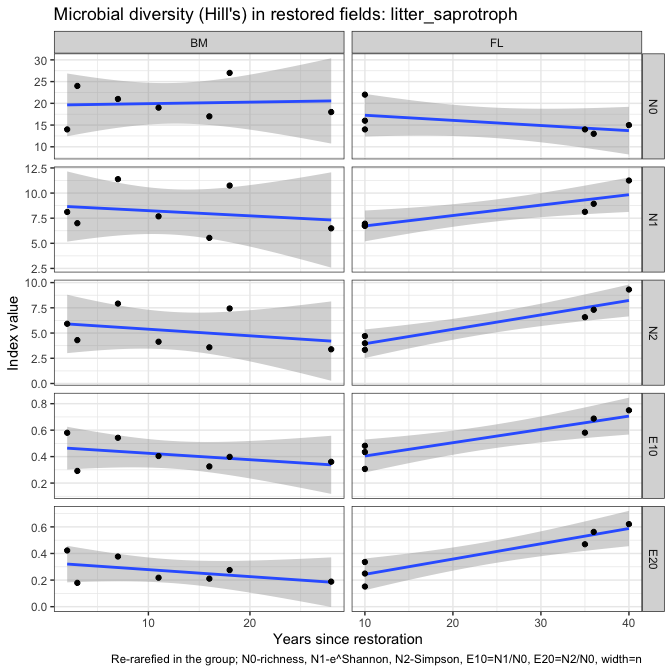 Microbial diversity (Hill's) in restored fields: litter_saprotroph
BM
FL
30
25
20
15
10
N0
12.5
10.0
7.5
5.0
2.5
N1
10.0
7.5
5.0
2.5
0.0
N2
0.8
0.6
0.4
0.2
E10
0.6
0.4
0.2
0.0
E20
Index value
10
20
10
20
30
40
Years since restoration
Re-rarefied in the group; N0-richness, N1-e^Shannon, N2-Simpson, E10=N1/N0, E20=N2/N0, width=n